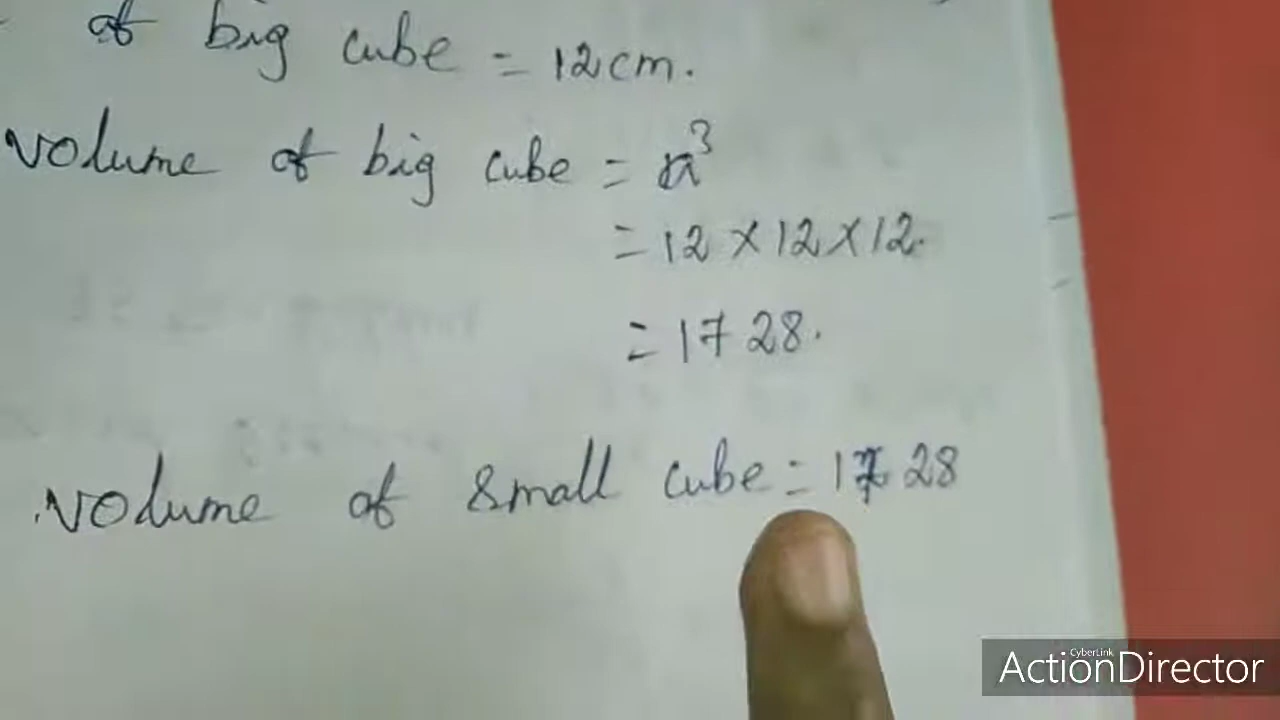 of big cube = 12cm.
Volume of big cube = a³
= 12 × 12 × 12.
= 1728.
Volume of small cube = 1728
CyberLink
ActionDirector